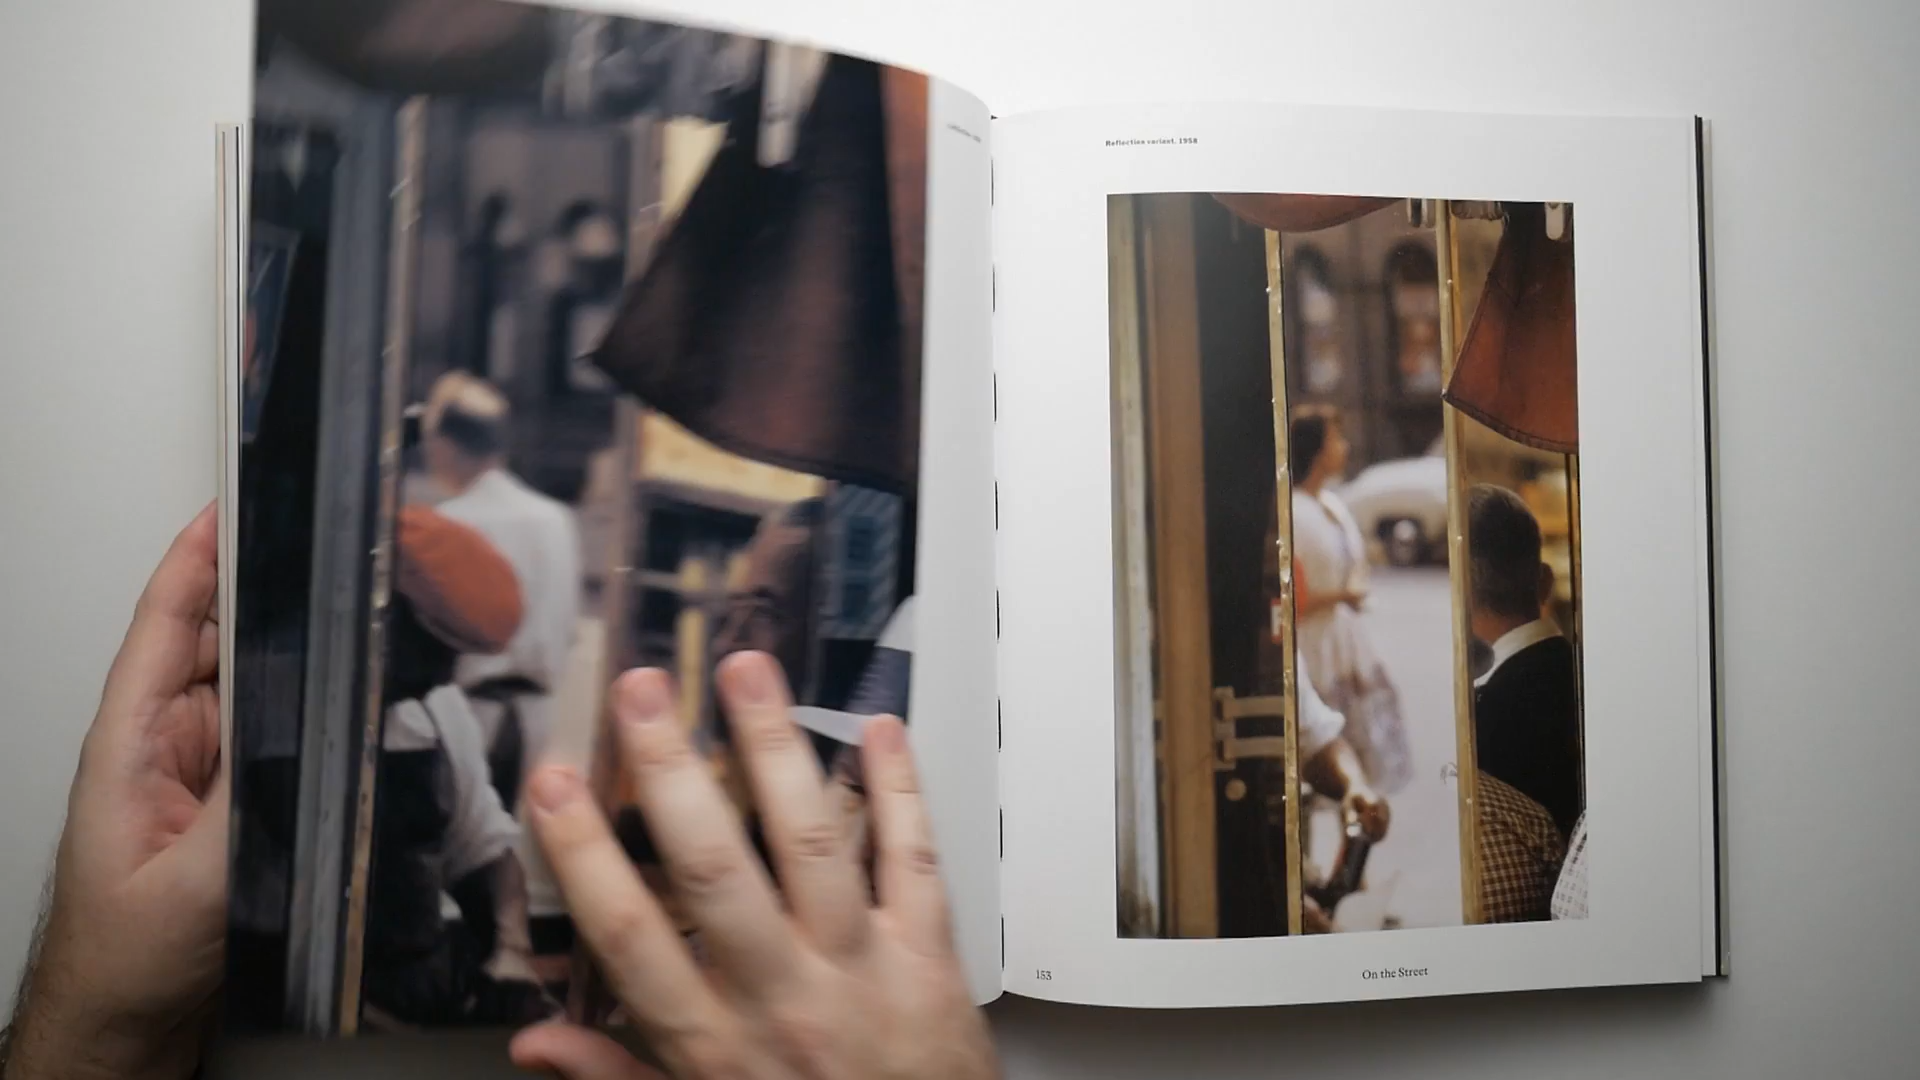 Reflection variant, 1958
153
On the Street